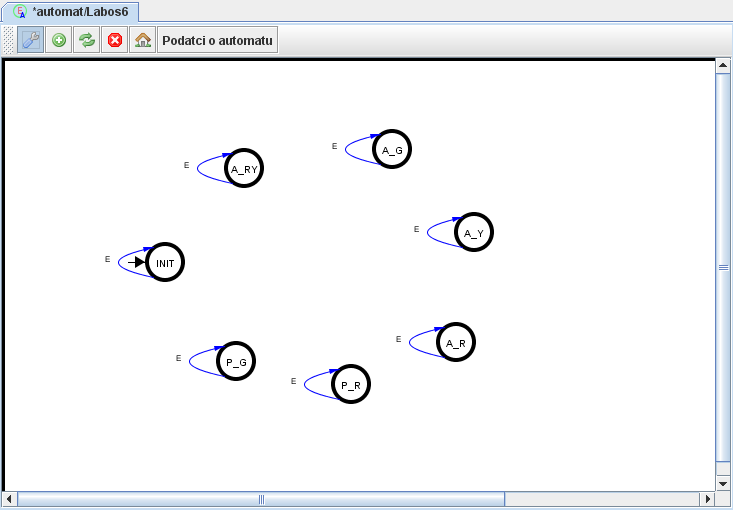 *automat/Labos6
Podatci o automatu
E
A_G
E
A_RY
E
A_Y
E
INIT
E
A_R
E
P_G
E
P_R